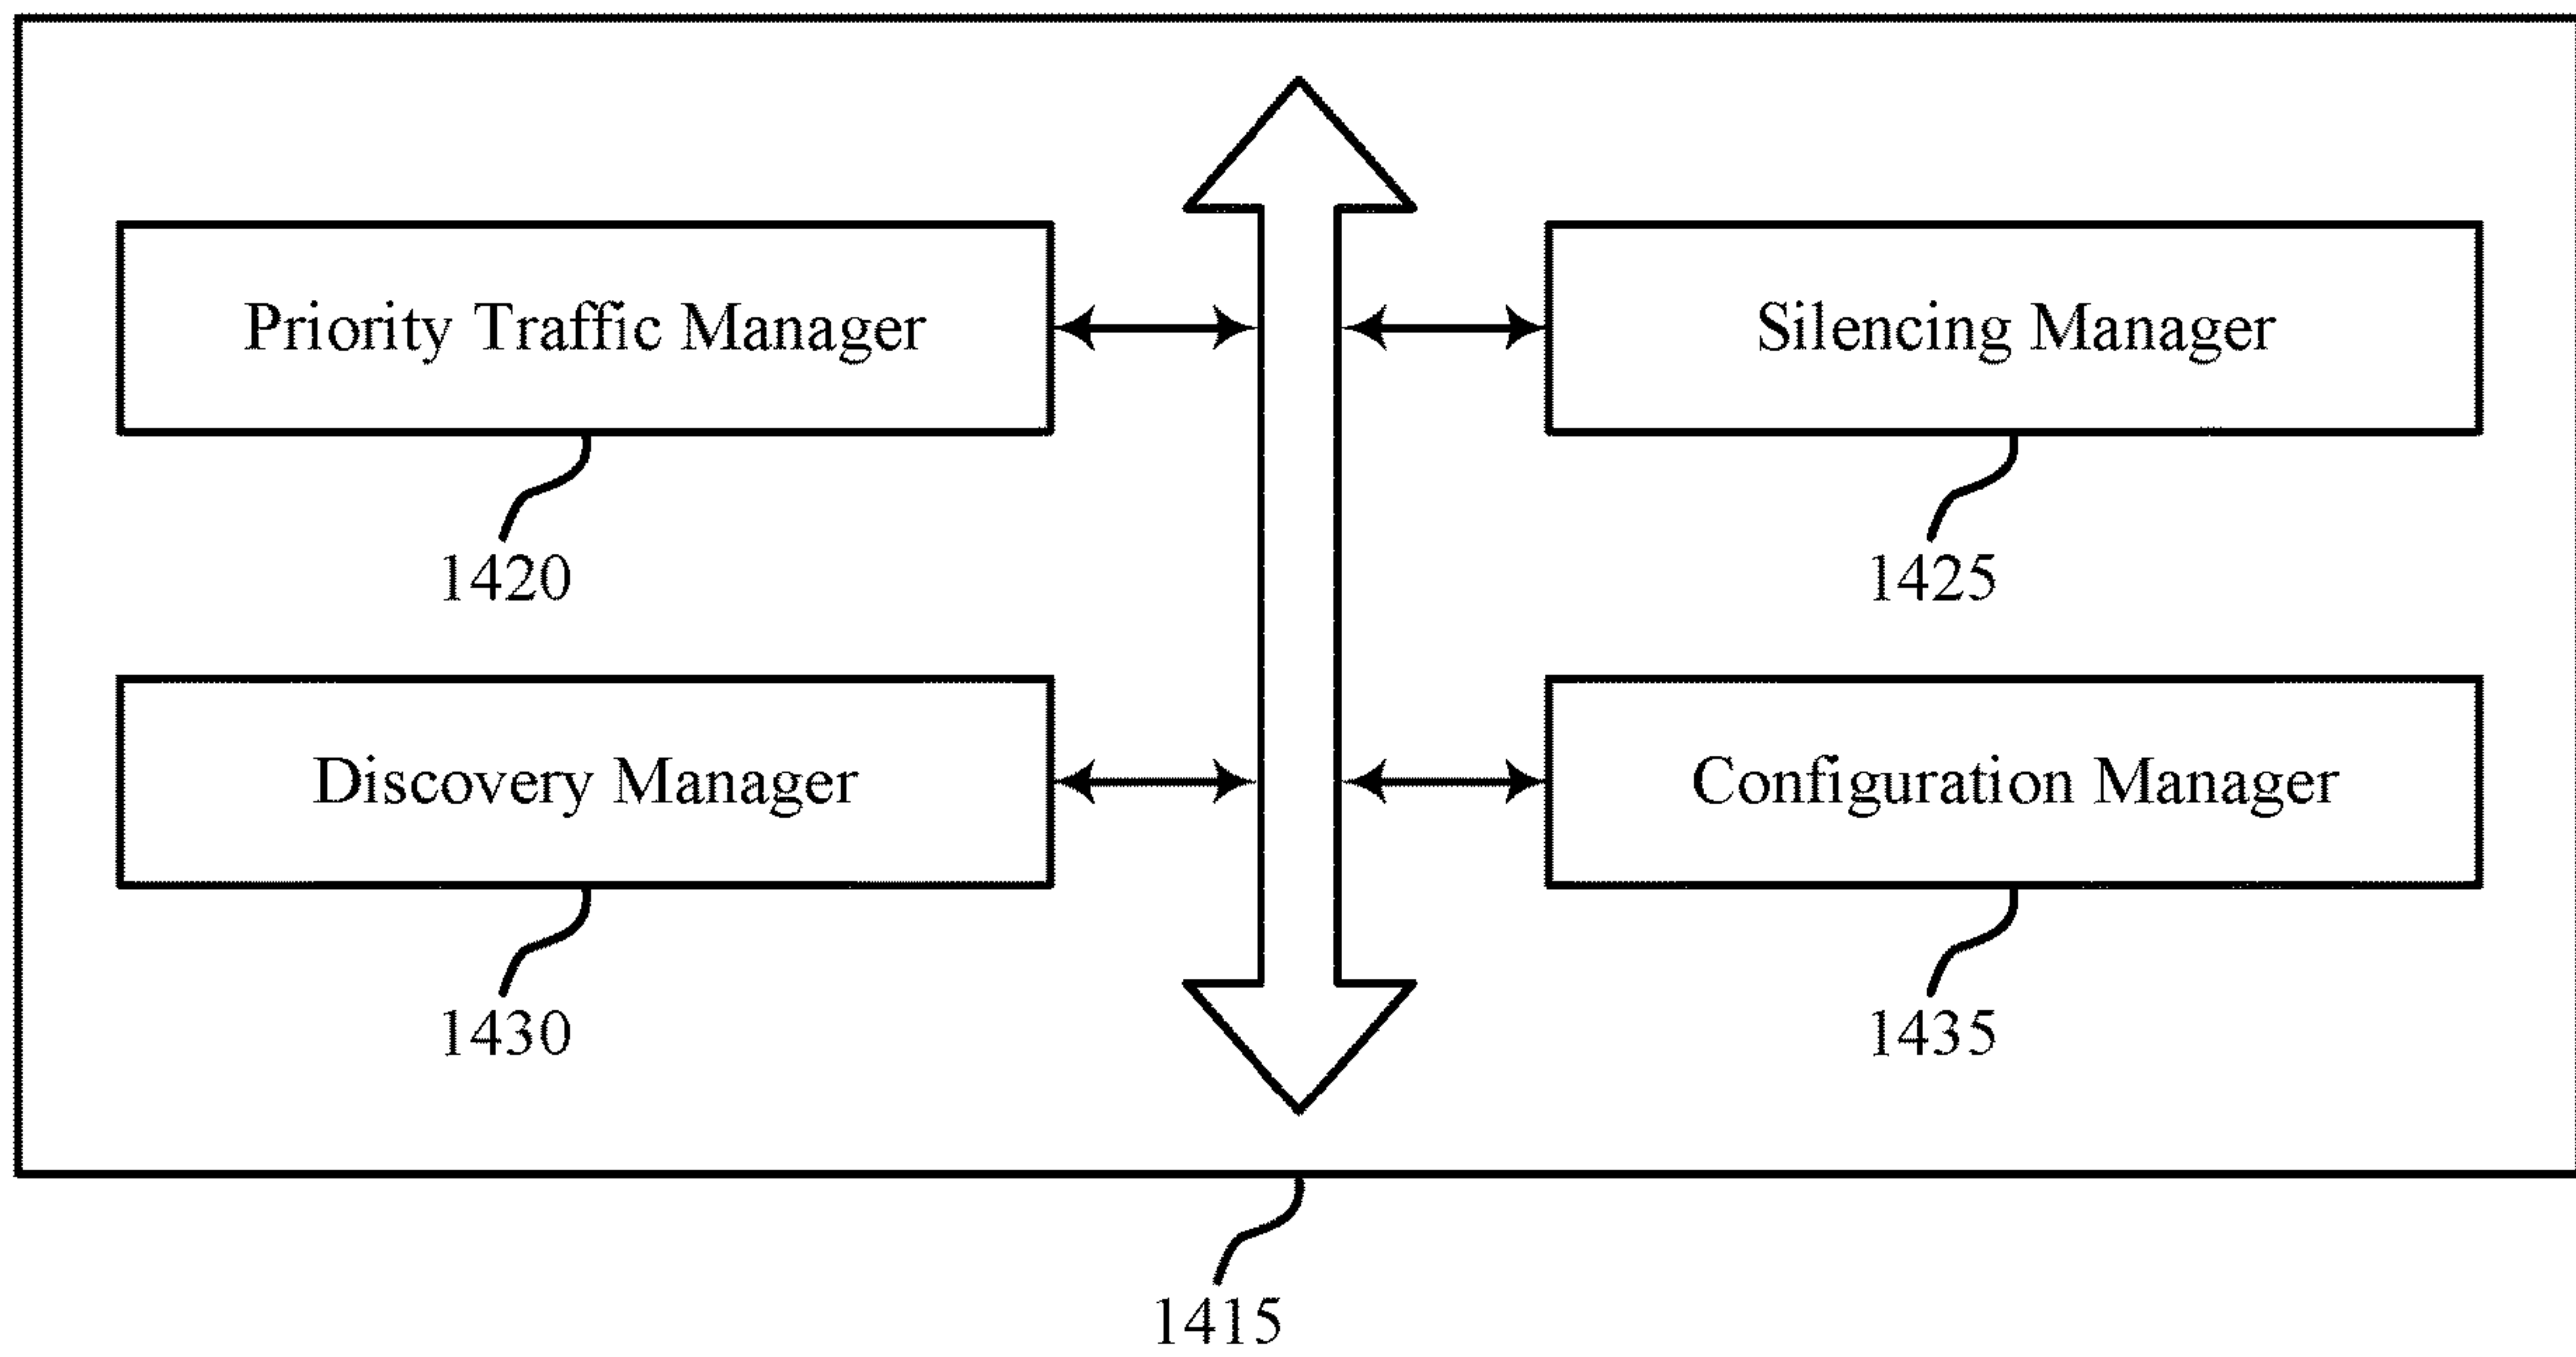 Priority Traffic Manager
Silencing Manager
1420
1425
Discovery Manager
Configuration Manager
1430
1435
1415